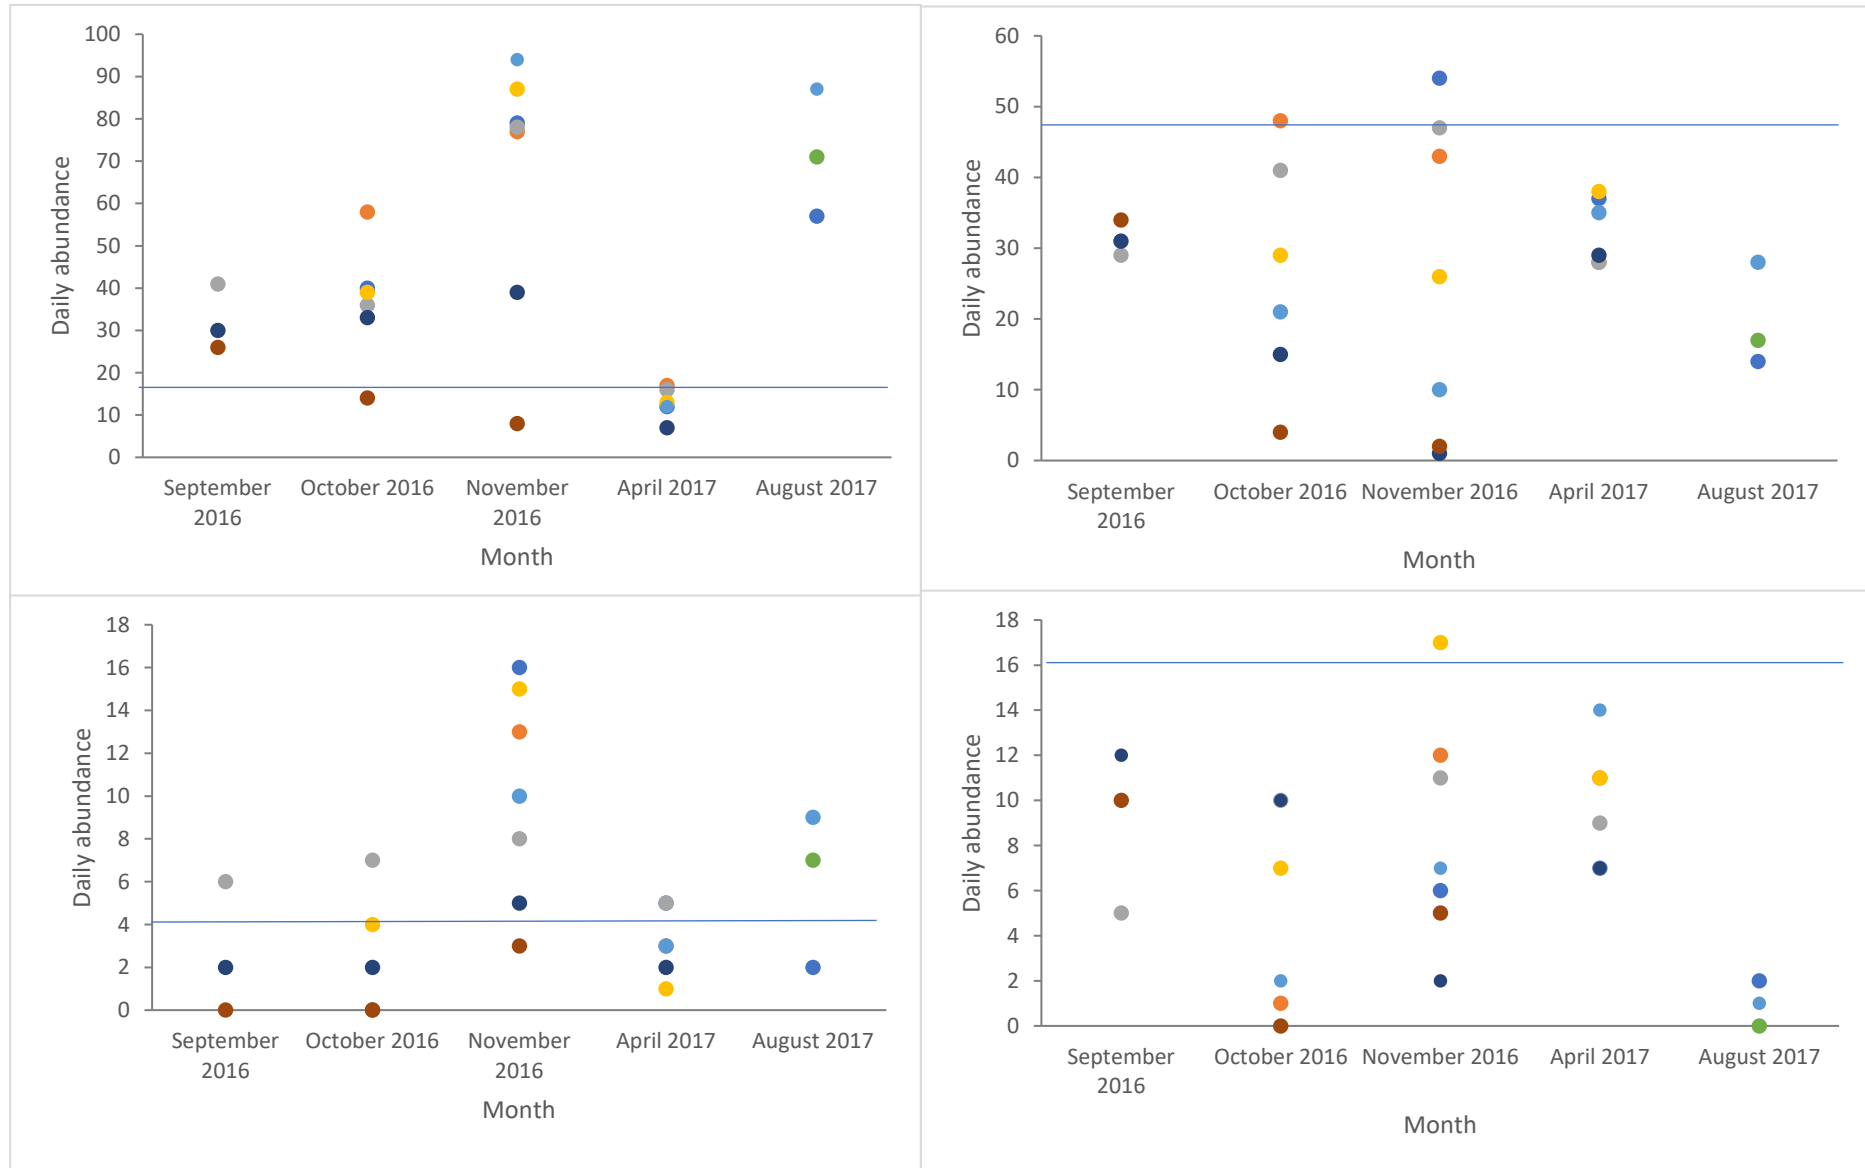 100
90
80
70
60
50
40
30
20
10
0
Daily abundance
September
2016
October 2016
November
2016
April 2017
August 2017
Month
60
50
40
30
20
10
0
Daily abundance
September
2016
October 2016
November 2016
April 2017
August 2017
Month
18
16
14
12
10
8
6
4
2
0
Daily abundance
September
2016
October 2016
November
2016
April 2017
August 2017
Month
18
16
14
12
10
8
6
4
2
0
Daily abundance
September
2016
October 2016
November 2016
April 2017
August 2017
Month